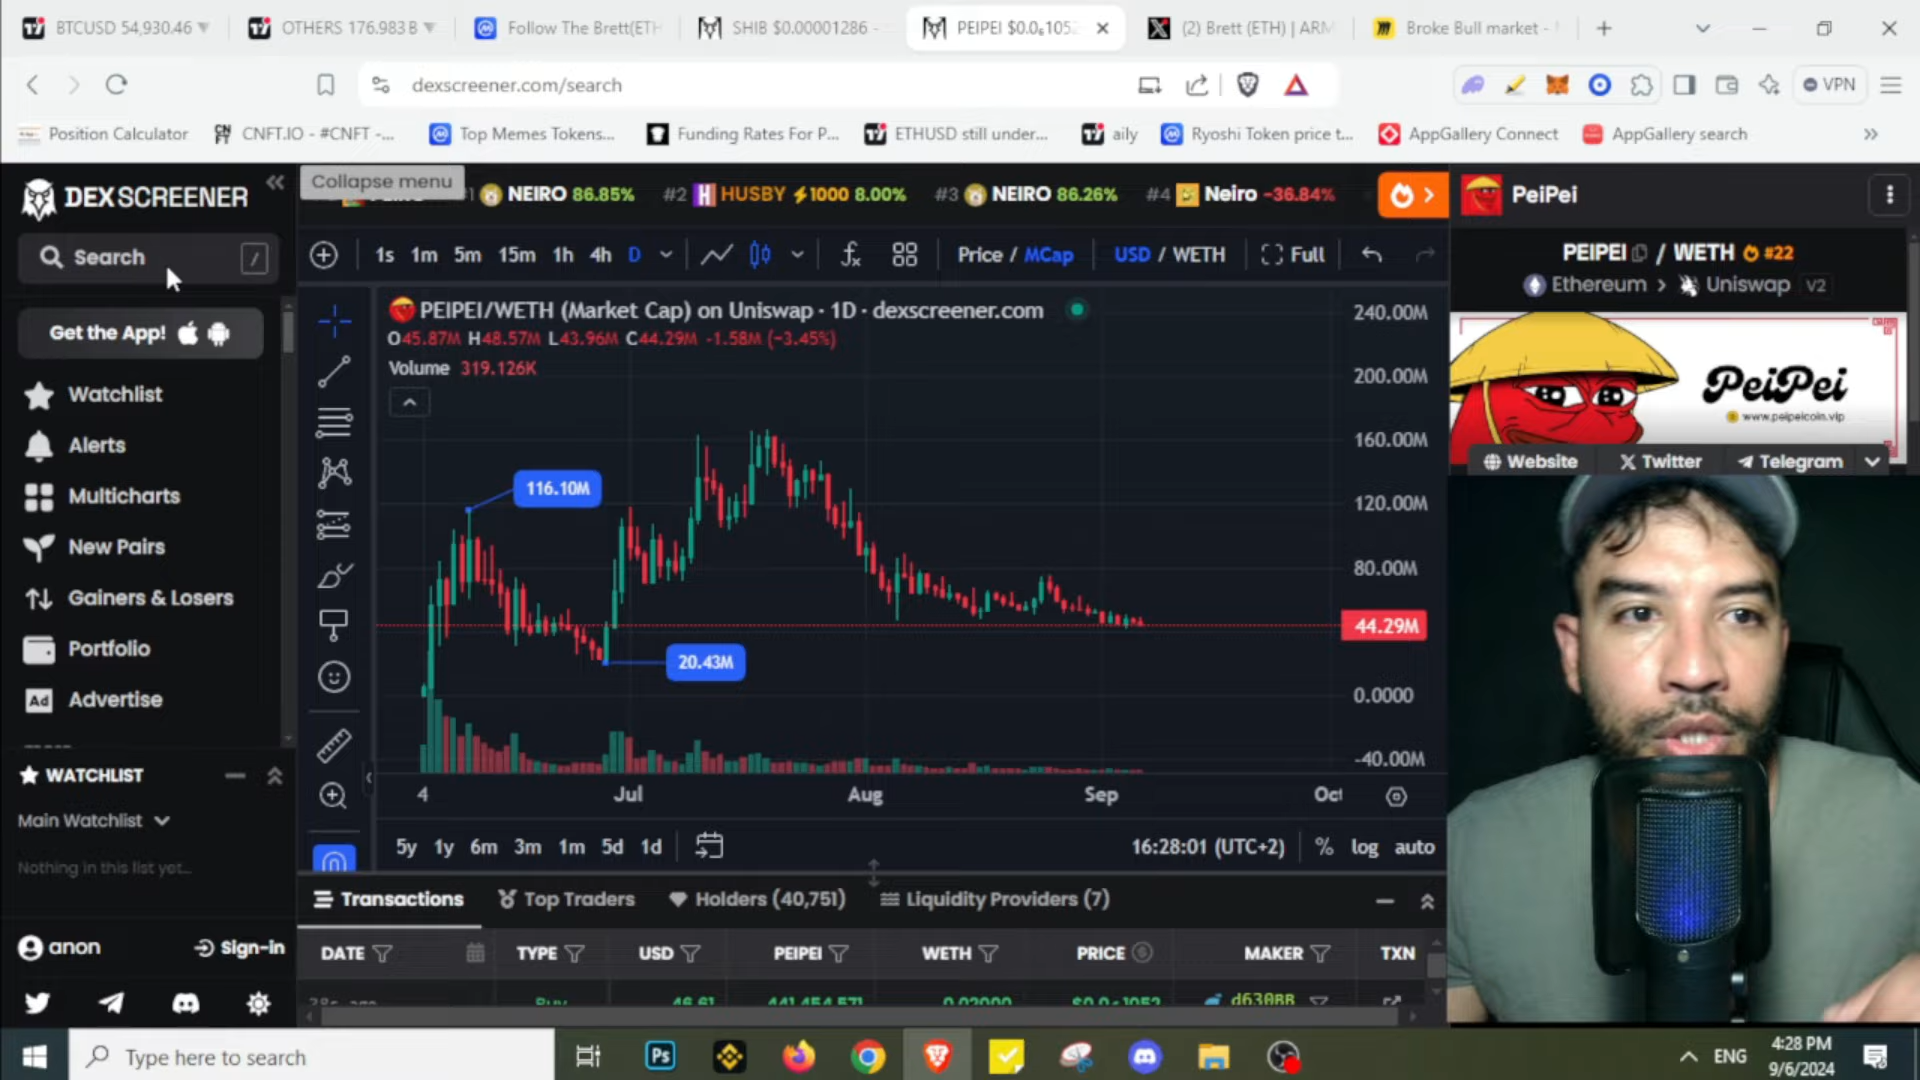 BTCUSD 54,930.46
OTHERS 176.983 B
Follow The Brett(ETH
SHIB $0.00001286 -
PEIPEI $0.0₆105
(2) Brett (ETH) | ARM
Broke Bull market -
dexscreener.com/search
VPN
Position Calculator
CNFT.IO - #CNFT -...
Top Memes Tokens...
Funding Rates For P...
ETHUSD still under...
aily
Ryoshi Token price t...
AppGallery Connect
AppGallery search
DEX SCREENER
Collapse menu
NEIRO 86.85%
#2 HUSBY ⚡1000 8.00%
#3 NEIRO 86.26%
#4 Neiro -36.84%
PeiPei
Search /
1s 1m 5m 15m 1h 4h D
Price / MCap
USD / WETH
Full
PEIPEI / WETH #22
Ethereum > Uniswap V2
PeiPei
www.peipeicoin.vip
Website
Twitter
Telegram
Get the App!
Watchlist
Alerts
Multicharts
New Pairs
Gainers & Losers
Portfolio
Ad Advertise
WATCHLIST
Main Watchlist
Nothing in this list yet...
anon
Sign-in
PEIPEI/WETH (Market Cap) on Uniswap · 1D · dexscreener.com
O45.87M H48.57M L43.96M C44.29M -1.58M (−3.45%)
Volume 319.126K
116.10M
20.43M
240.00M
200.00M
160.00M
120.00M
80.00M
44.29M
0.0000
-40.00M
4 Jul Aug Sep Oct
5y 1y 6m 3m 1m 5d 1d
16:28:01 (UTC+2)
% log auto
Transactions
Top Traders
Holders (40,751)
Liquidity Providers (7)
DATE TYPE USD PEIPEI WETH PRICE MAKER TXN
Type here to search
Ps
ENG
4:28 PM
9/6/2024